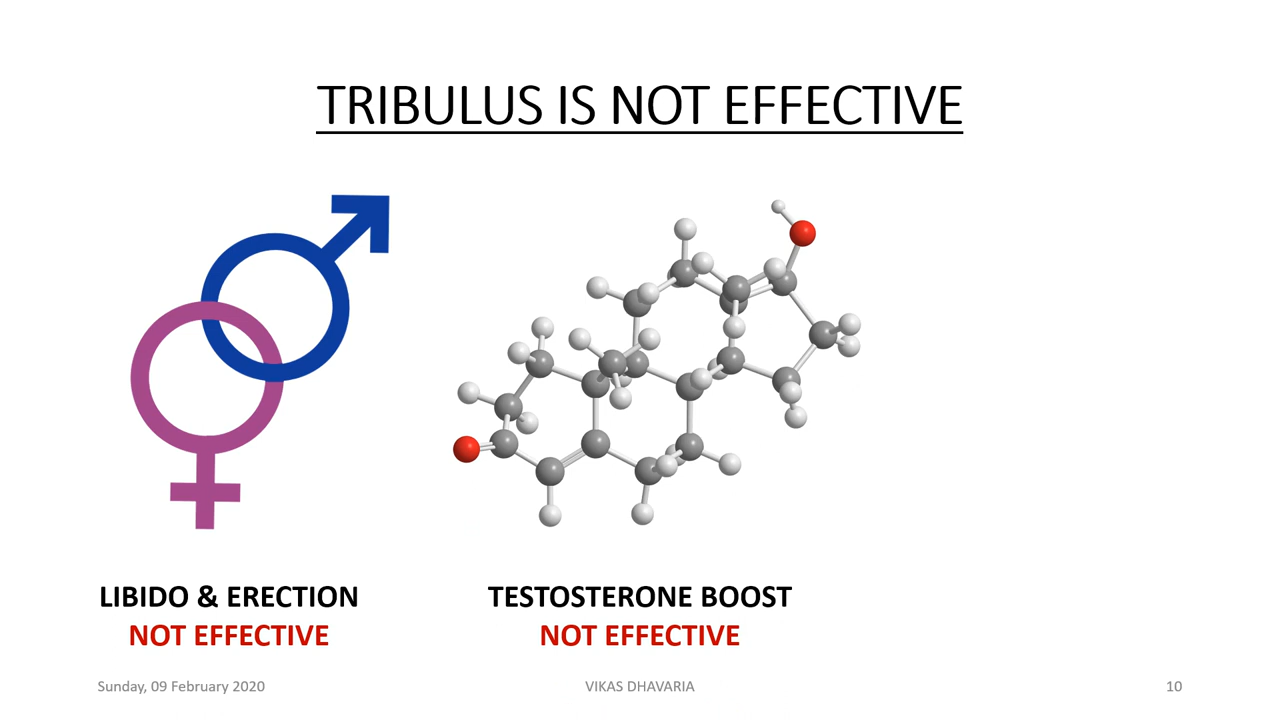 TRIBULUS IS NOT EFFECTIVE
LIBIDO & ERECTION
NOT EFFECTIVE
TESTOSTERONE BOOST
NOT EFFECTIVE
Sunday, 09 February 2020
VIKAS DHAVARIA
10